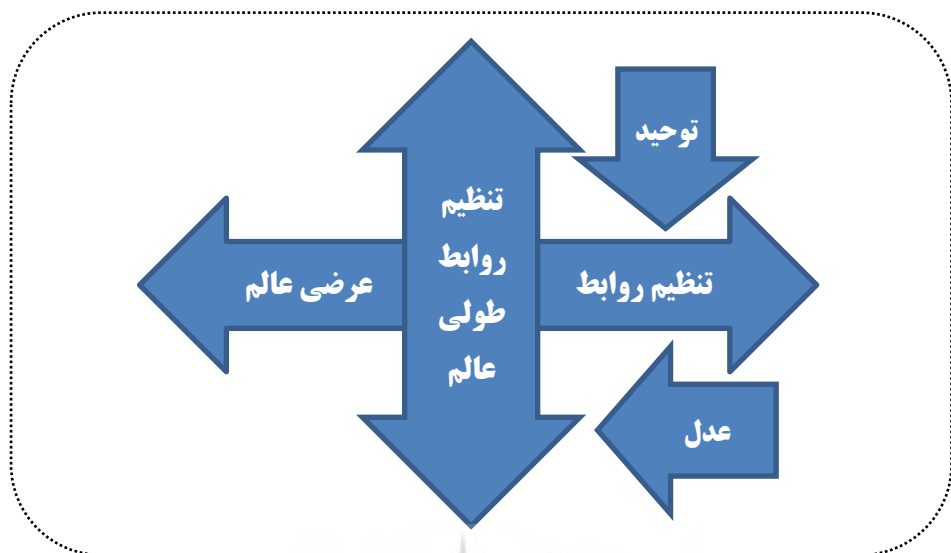 توحید
تنظیم
روابط
طولی
عالم
تنظیم روابط
عرضی عالم
عدل